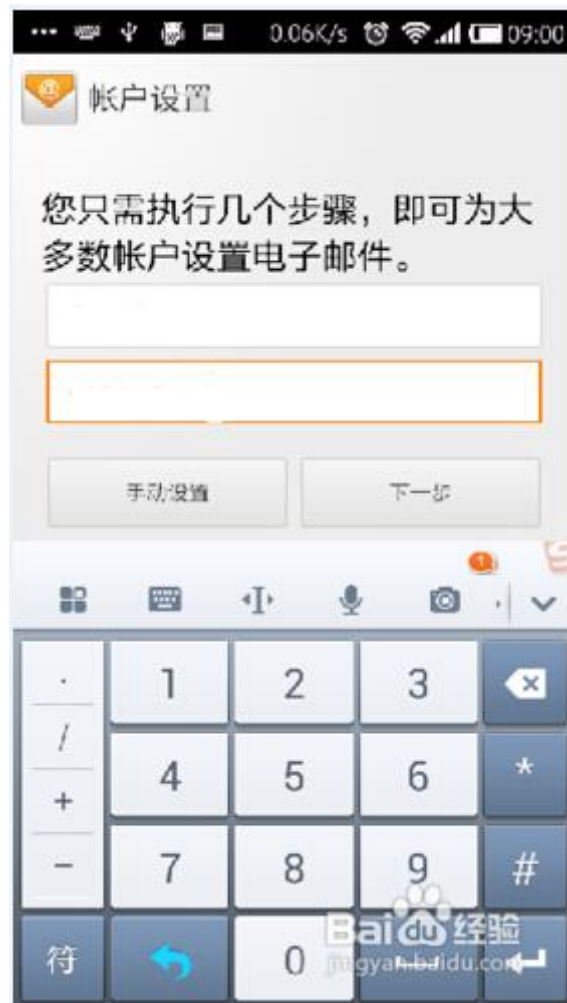 0.06K/s 09:00
帐户设置
您只需执行几个步骤，即可为大
多数帐户设置电子邮件。
手动设置 下一步
1
. 1 2 3
/
4 5 6 *
+
- 7 8 9 #
符 0
Baidu 经验
jingyan.baidu.com